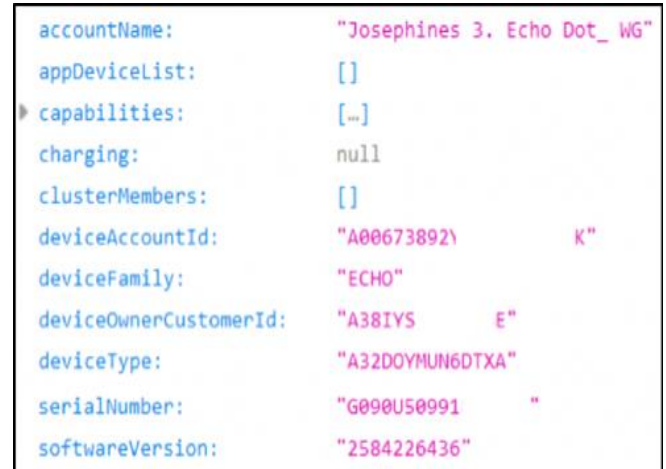 accountName: "Josephines 3. Echo Dot_ WG"
appDeviceList: []
capabilities: […]
charging: null
clusterMembers: []
deviceAccountId: "A00673892\ K"
deviceFamily: "ECHO"
deviceOwnerCustomerId: "A38IYS E"
deviceType: "A32DOYMUN6DTXA"
serialNumber: "G090U50991 "
softwareVersion: "2584226436"